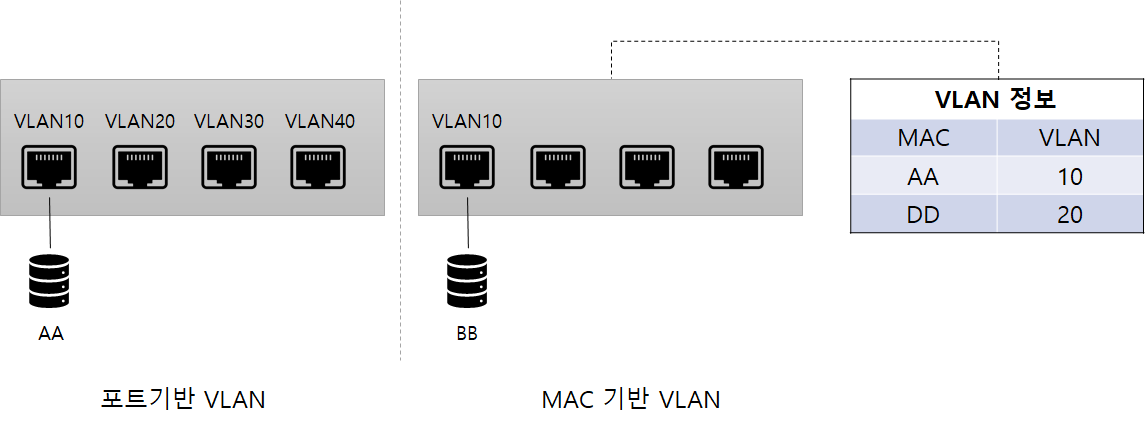 VLAN10 VLAN20 VLAN30 VLAN40
AA
포트기반 VLAN
VLAN10
BB
MAC 기반 VLAN
VLAN 정보
MAC VLAN
AA 10
DD 20